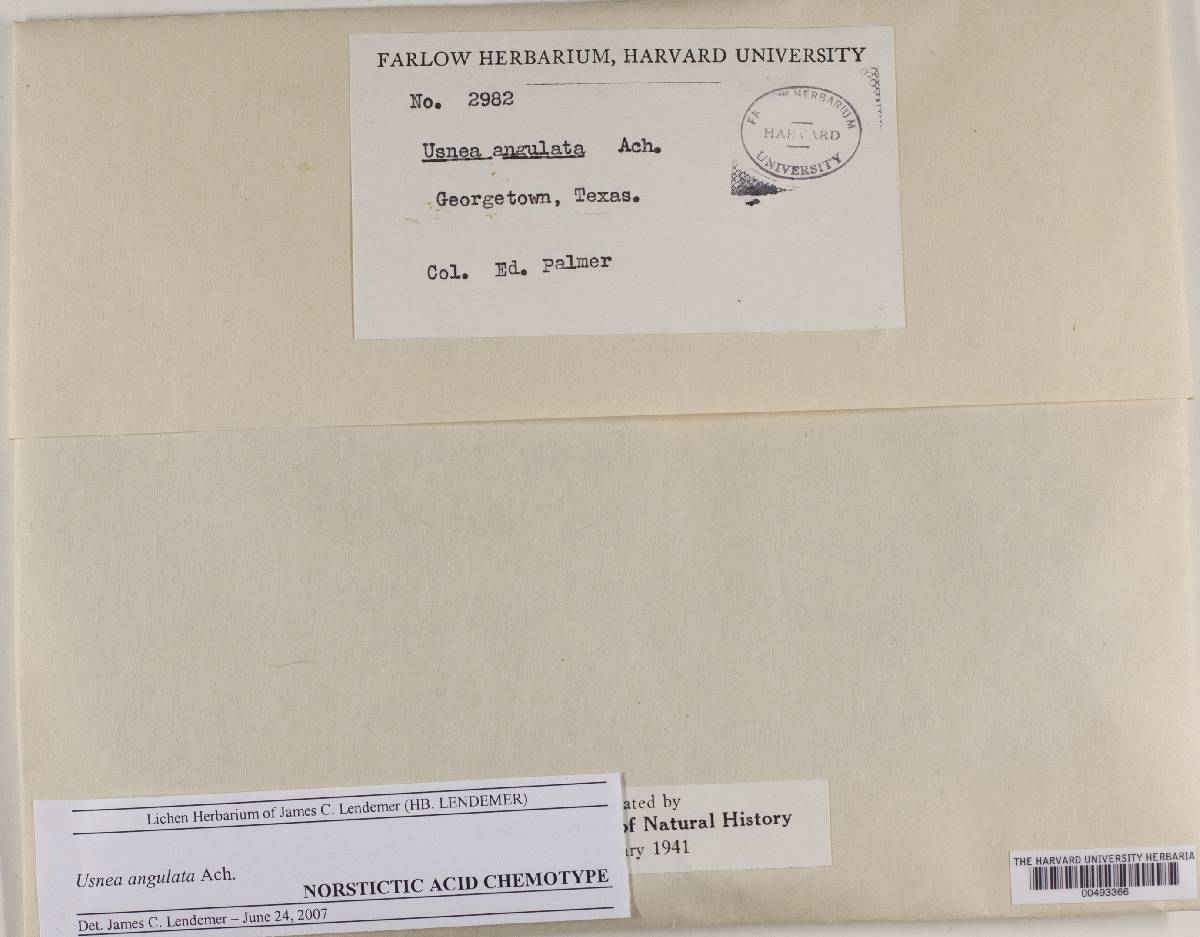 FARLOW HERBARIUM, HARVARD UNIVERSITY
No. 2982
Usnea angulata Ach.
Georgetown, Texas.
Col. Ed. Palmer
HERBARIUM
HARVARD
UNIVERSITY
Lichen Herbarium of James C. Lendemer (HB. LENDEMER)
Usnea angulata Ach.
NORSTICTIC ACID CHEMOTYPE
Det. James C. Lendemer – June 24, 2007
by
of Natural History
1941
THE HARVARD UNIVERSITY HERBARIA
00493366